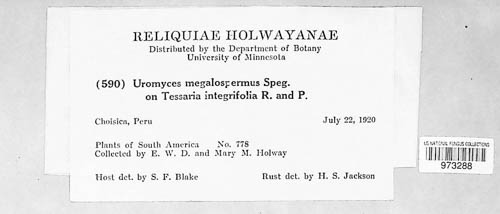 RELIQUIAE HOLWAYANAE
Distributed by the Department of Botany
University of Minnesota
(590) Uromyces megalospermus Speg.
on Tessaria integrifolia R. and P.
Choisica, Peru July 22, 1920
Plants of South America No. 778
Collected by E. W. D. and Mary M. Holway
Host det. by S. F. Blake Rust det. by H. S. Jackson
US NATIONAL FUNGUS COLLECTIONS
973288